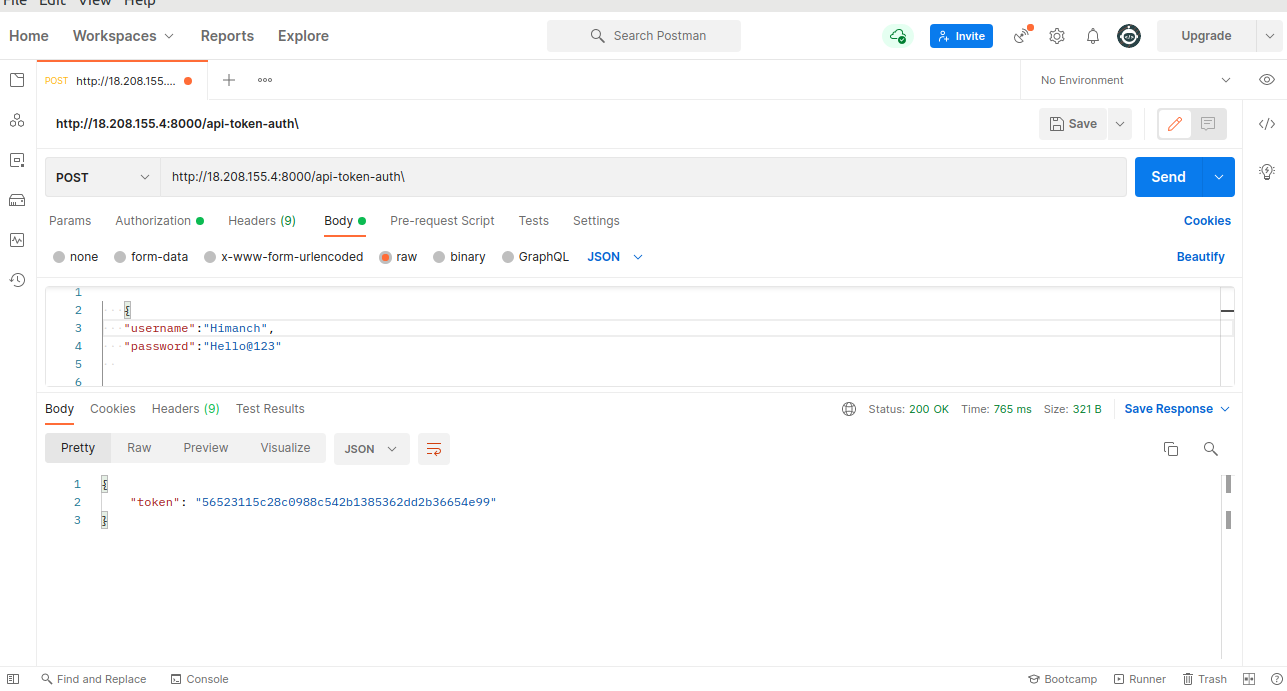 File Edit View Help
Home Workspaces Reports Explore Search Postman Invite Upgrade
POST http://18.208.155.... No Environment
http://18.208.155.4:8000/api-token-auth\ Save
POST http://18.208.155.4:8000/api-token-auth\ Send
Params Authorization Headers (9) Body Pre-request Script Tests Settings Cookies
none form-data x-www-form-urlencoded raw binary GraphQL JSON Beautify
1
2 {
3 "username":"Himanch",
4 "password":"Hello@123"
5
6
Body Cookies Headers (9) Test Results Status: 200 OK Time: 765 ms Size: 321 B Save Response
Pretty Raw Preview Visualize JSON
1 {
2 "token": "56523115c28c0988c542b1385362dd2b36654e99"
3 }
Find and Replace Console Bootcamp Runner Trash